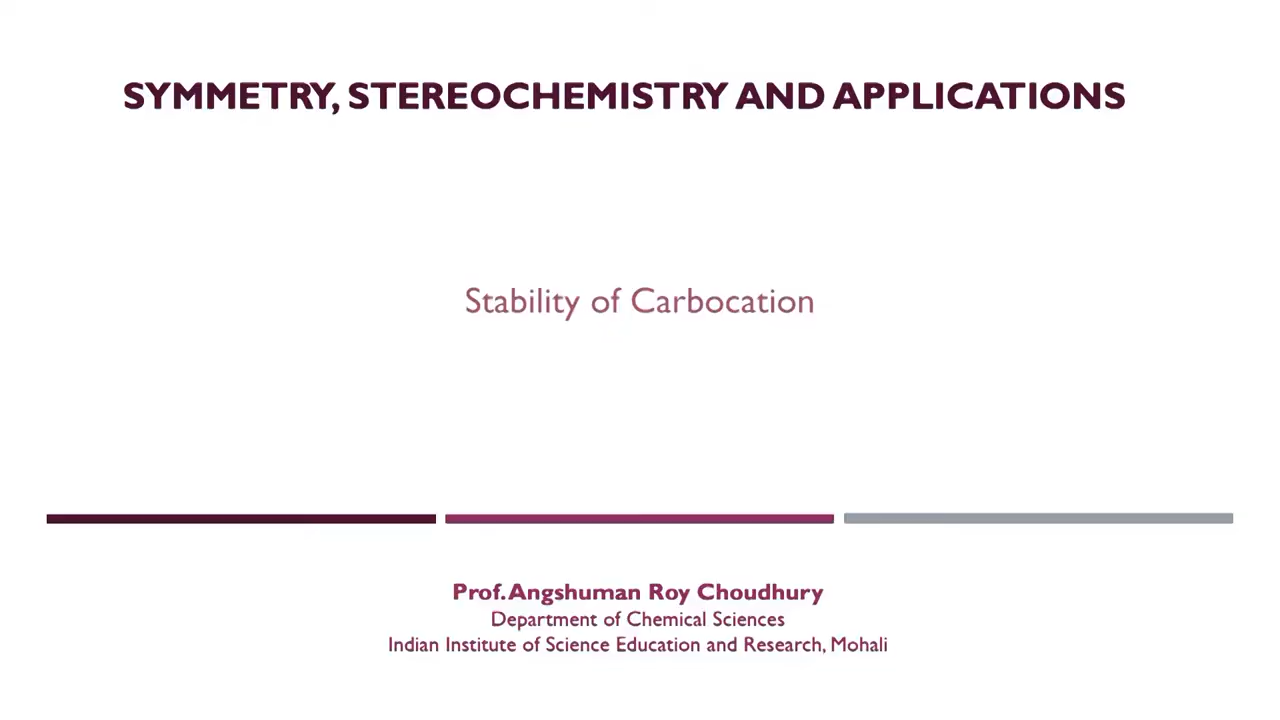 SYMMETRY, STEREOCHEMISTRY AND APPLICATIONS
Stability of Carbocation
Prof. Angshuman Roy Choudhury
Department of Chemical Sciences
Indian Institute of Science Education and Research, Mohali